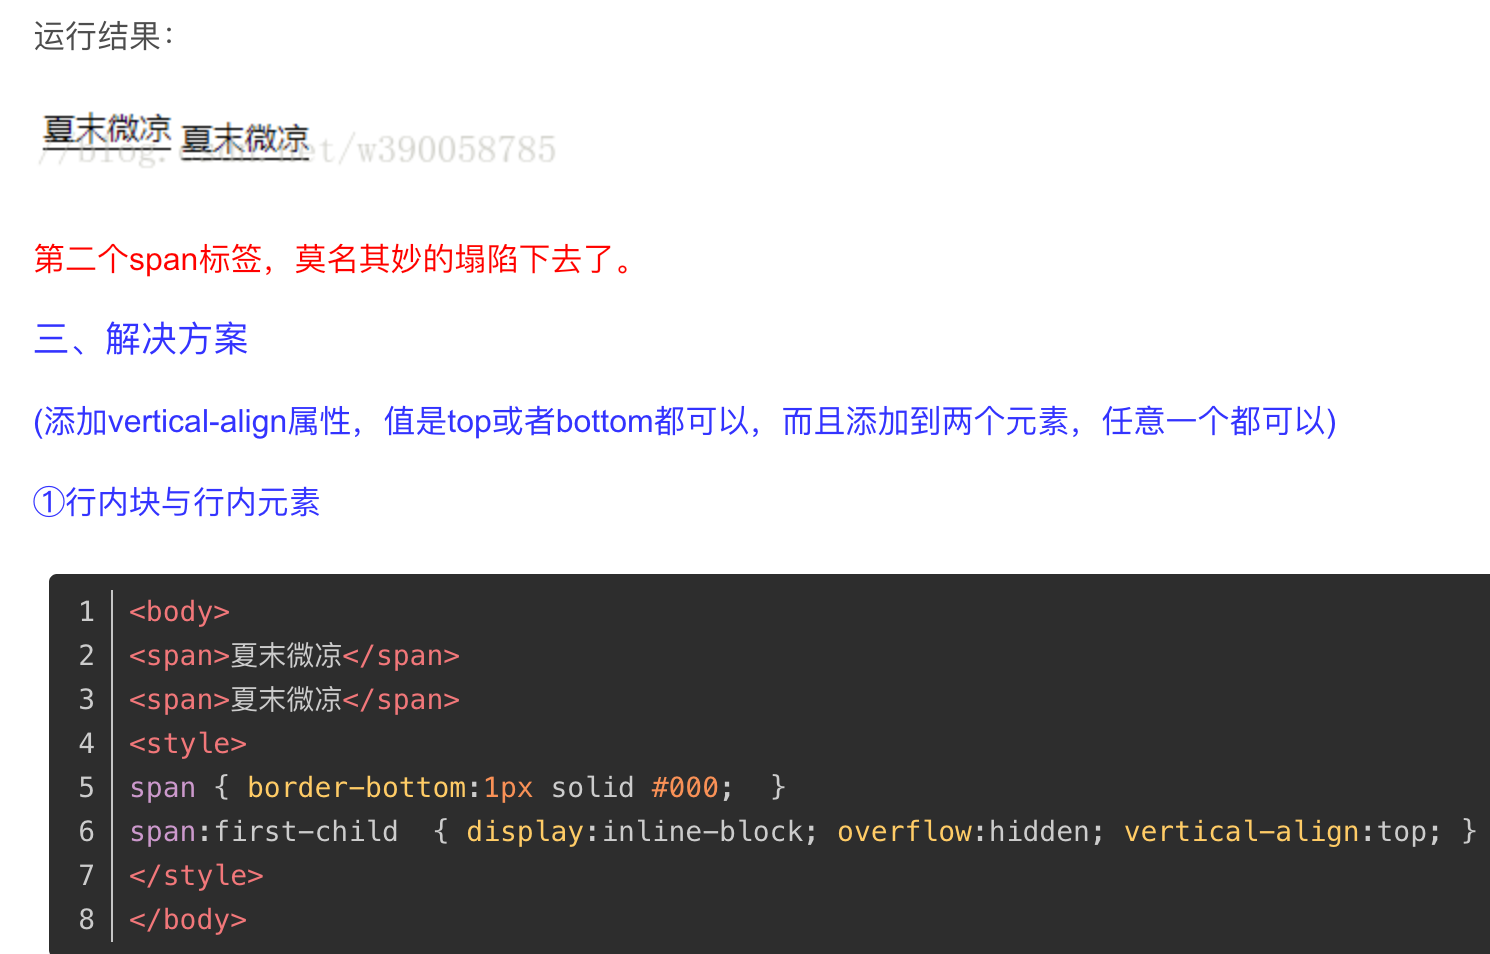 运行结果：
夏末微凉 夏末微凉
//blog.csdn.net/w390058785
第二个span标签，莫名其妙的塌陷下去了。
三、解决方案
(添加vertical-align属性，值是top或者bottom都可以，而且添加到两个元素，任意一个都可以)
①行内块与行内元素
1 <body>
2 <span>夏末微凉</span>
3 <span>夏末微凉</span>
4 <style>
5 span { border-bottom:1px solid #000;  }
6 span:first-child  { display:inline-block; overflow:hidden; vertical-align:top; }
7 </style>
8 </body>